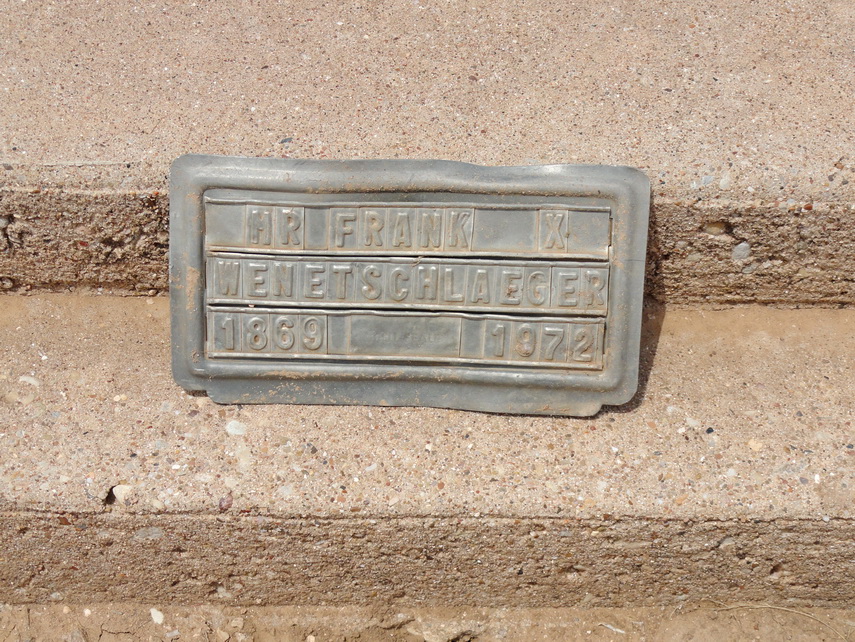 MR FRANK X
WENETSCHLAEGER
1869 1972